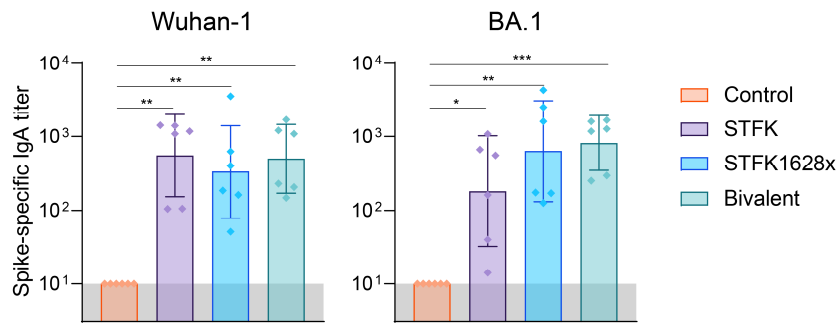 Wuhan-1
BA.1
Spike-specific IgA titer
10⁴
10³
10²
10¹
**
**
**
10⁴
10³
10²
10¹
***
**
*
Control
STFK
STFK1628x
Bivalent